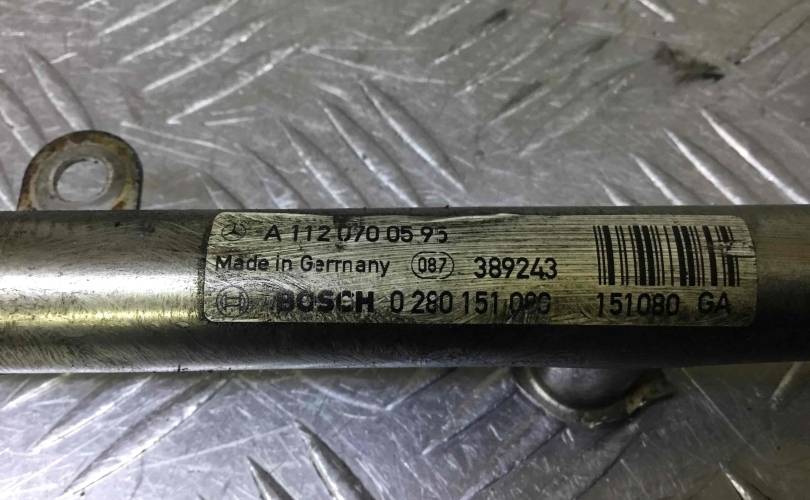 A 112 070 05 95
Made in Germany 087 389243
BOSCH 0 280 151 080 151080 GA